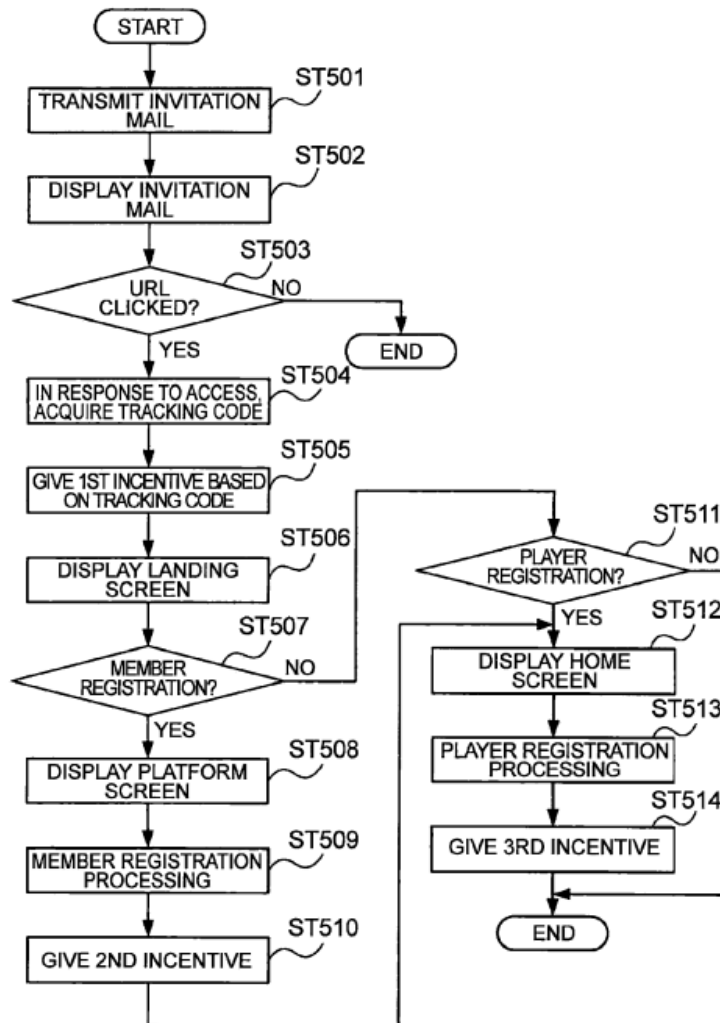 START
ST501
TRANSMIT INVITATION
MAIL
ST502
DISPLAY INVITATION
MAIL
ST503
URL
CLICKED?
NO
YES
END
ST504
IN RESPONSE TO ACCESS,
ACQUIRE TRACKING CODE
ST505
GIVE 1ST INCENTIVE BASED
ON TRACKING CODE
ST506
DISPLAY LANDING
SCREEN
ST507
MEMBER
REGISTRATION?
NO
YES
ST508
DISPLAY PLATFORM
SCREEN
ST509
MEMBER REGISTRATION
PROCESSING
ST510
GIVE 2ND INCENTIVE
ST511
PLAYER
REGISTRATION?
NO
YES
ST512
DISPLAY HOME
SCREEN
ST513
PLAYER REGISTRATION
PROCESSING
ST514
GIVE 3RD INCENTIVE
END